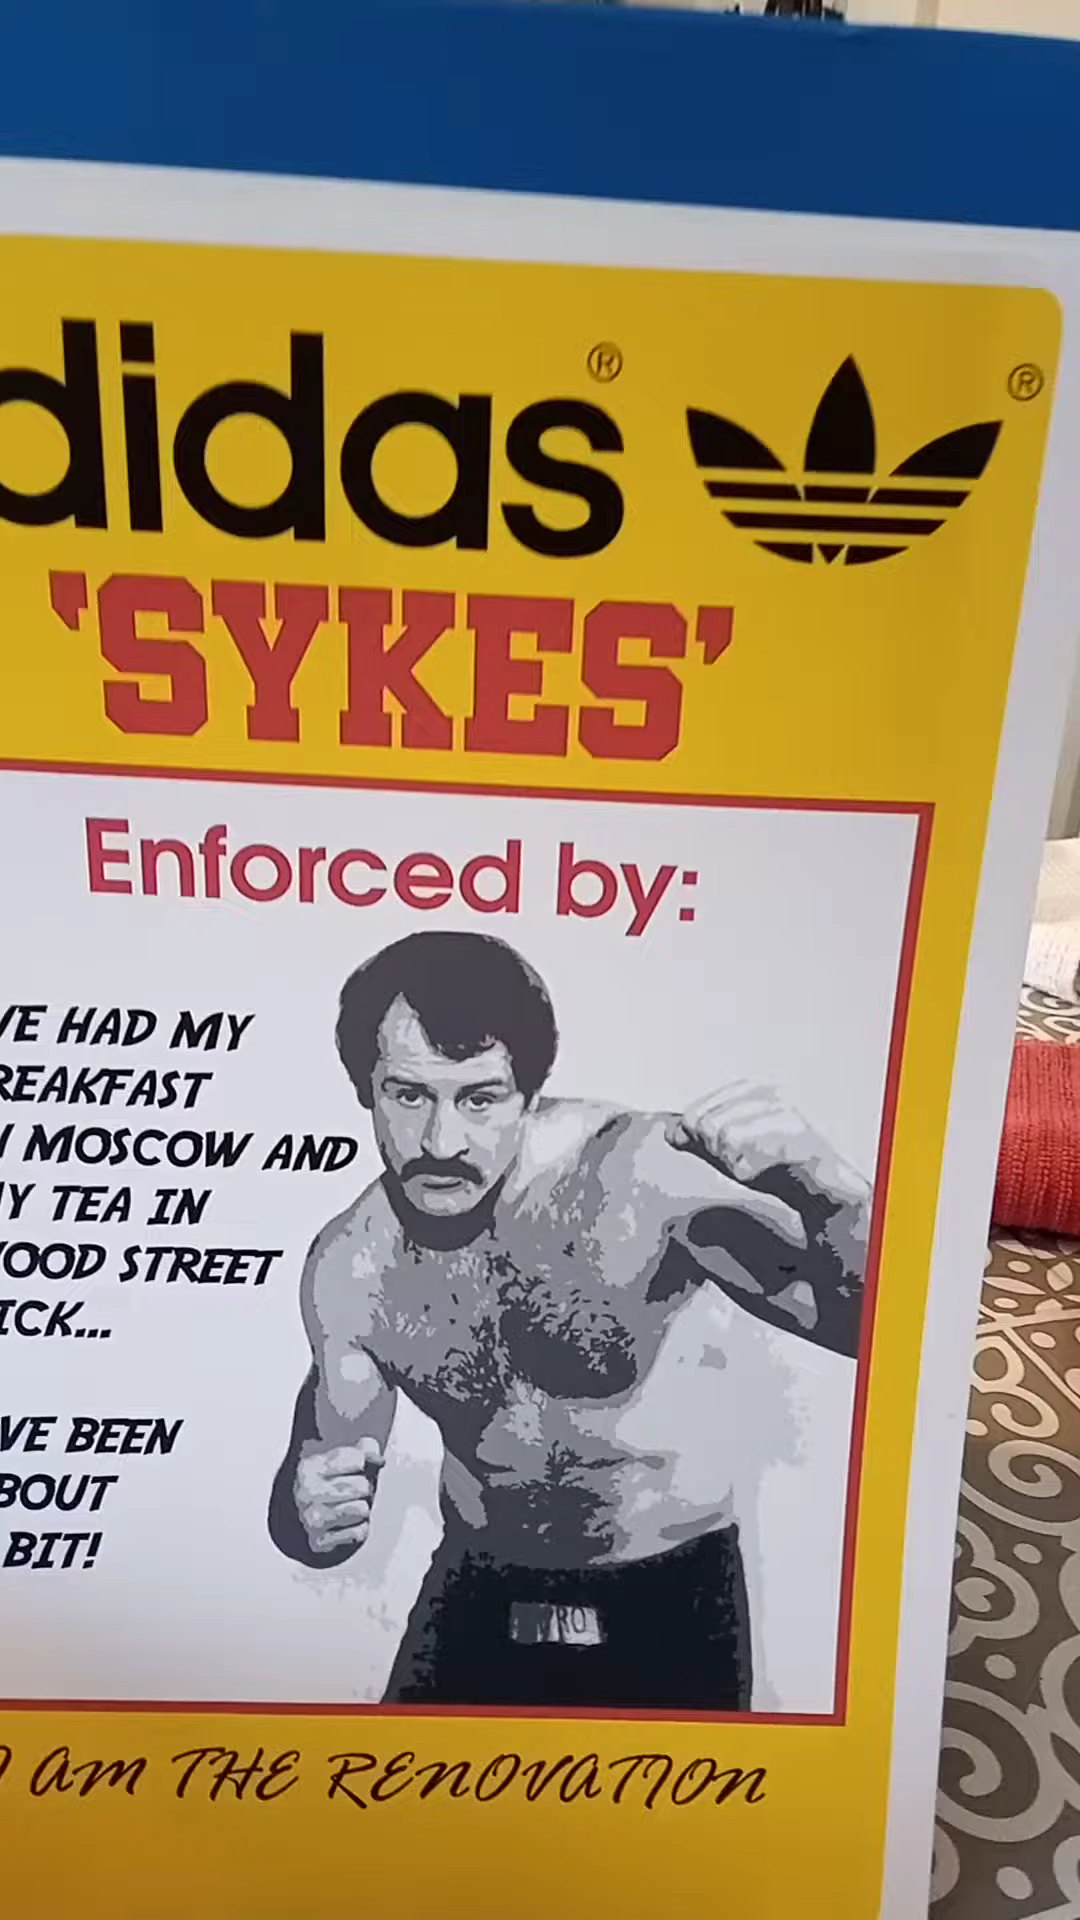 didas® ®
'SYKES'
Enforced by:
VE HAD MY
REAKFAST
MOSCOW AND
Y TEA IN
OOD STREET
ICK...
VE BEEN
BOUT
BIT!
I AM THE RENOVATION